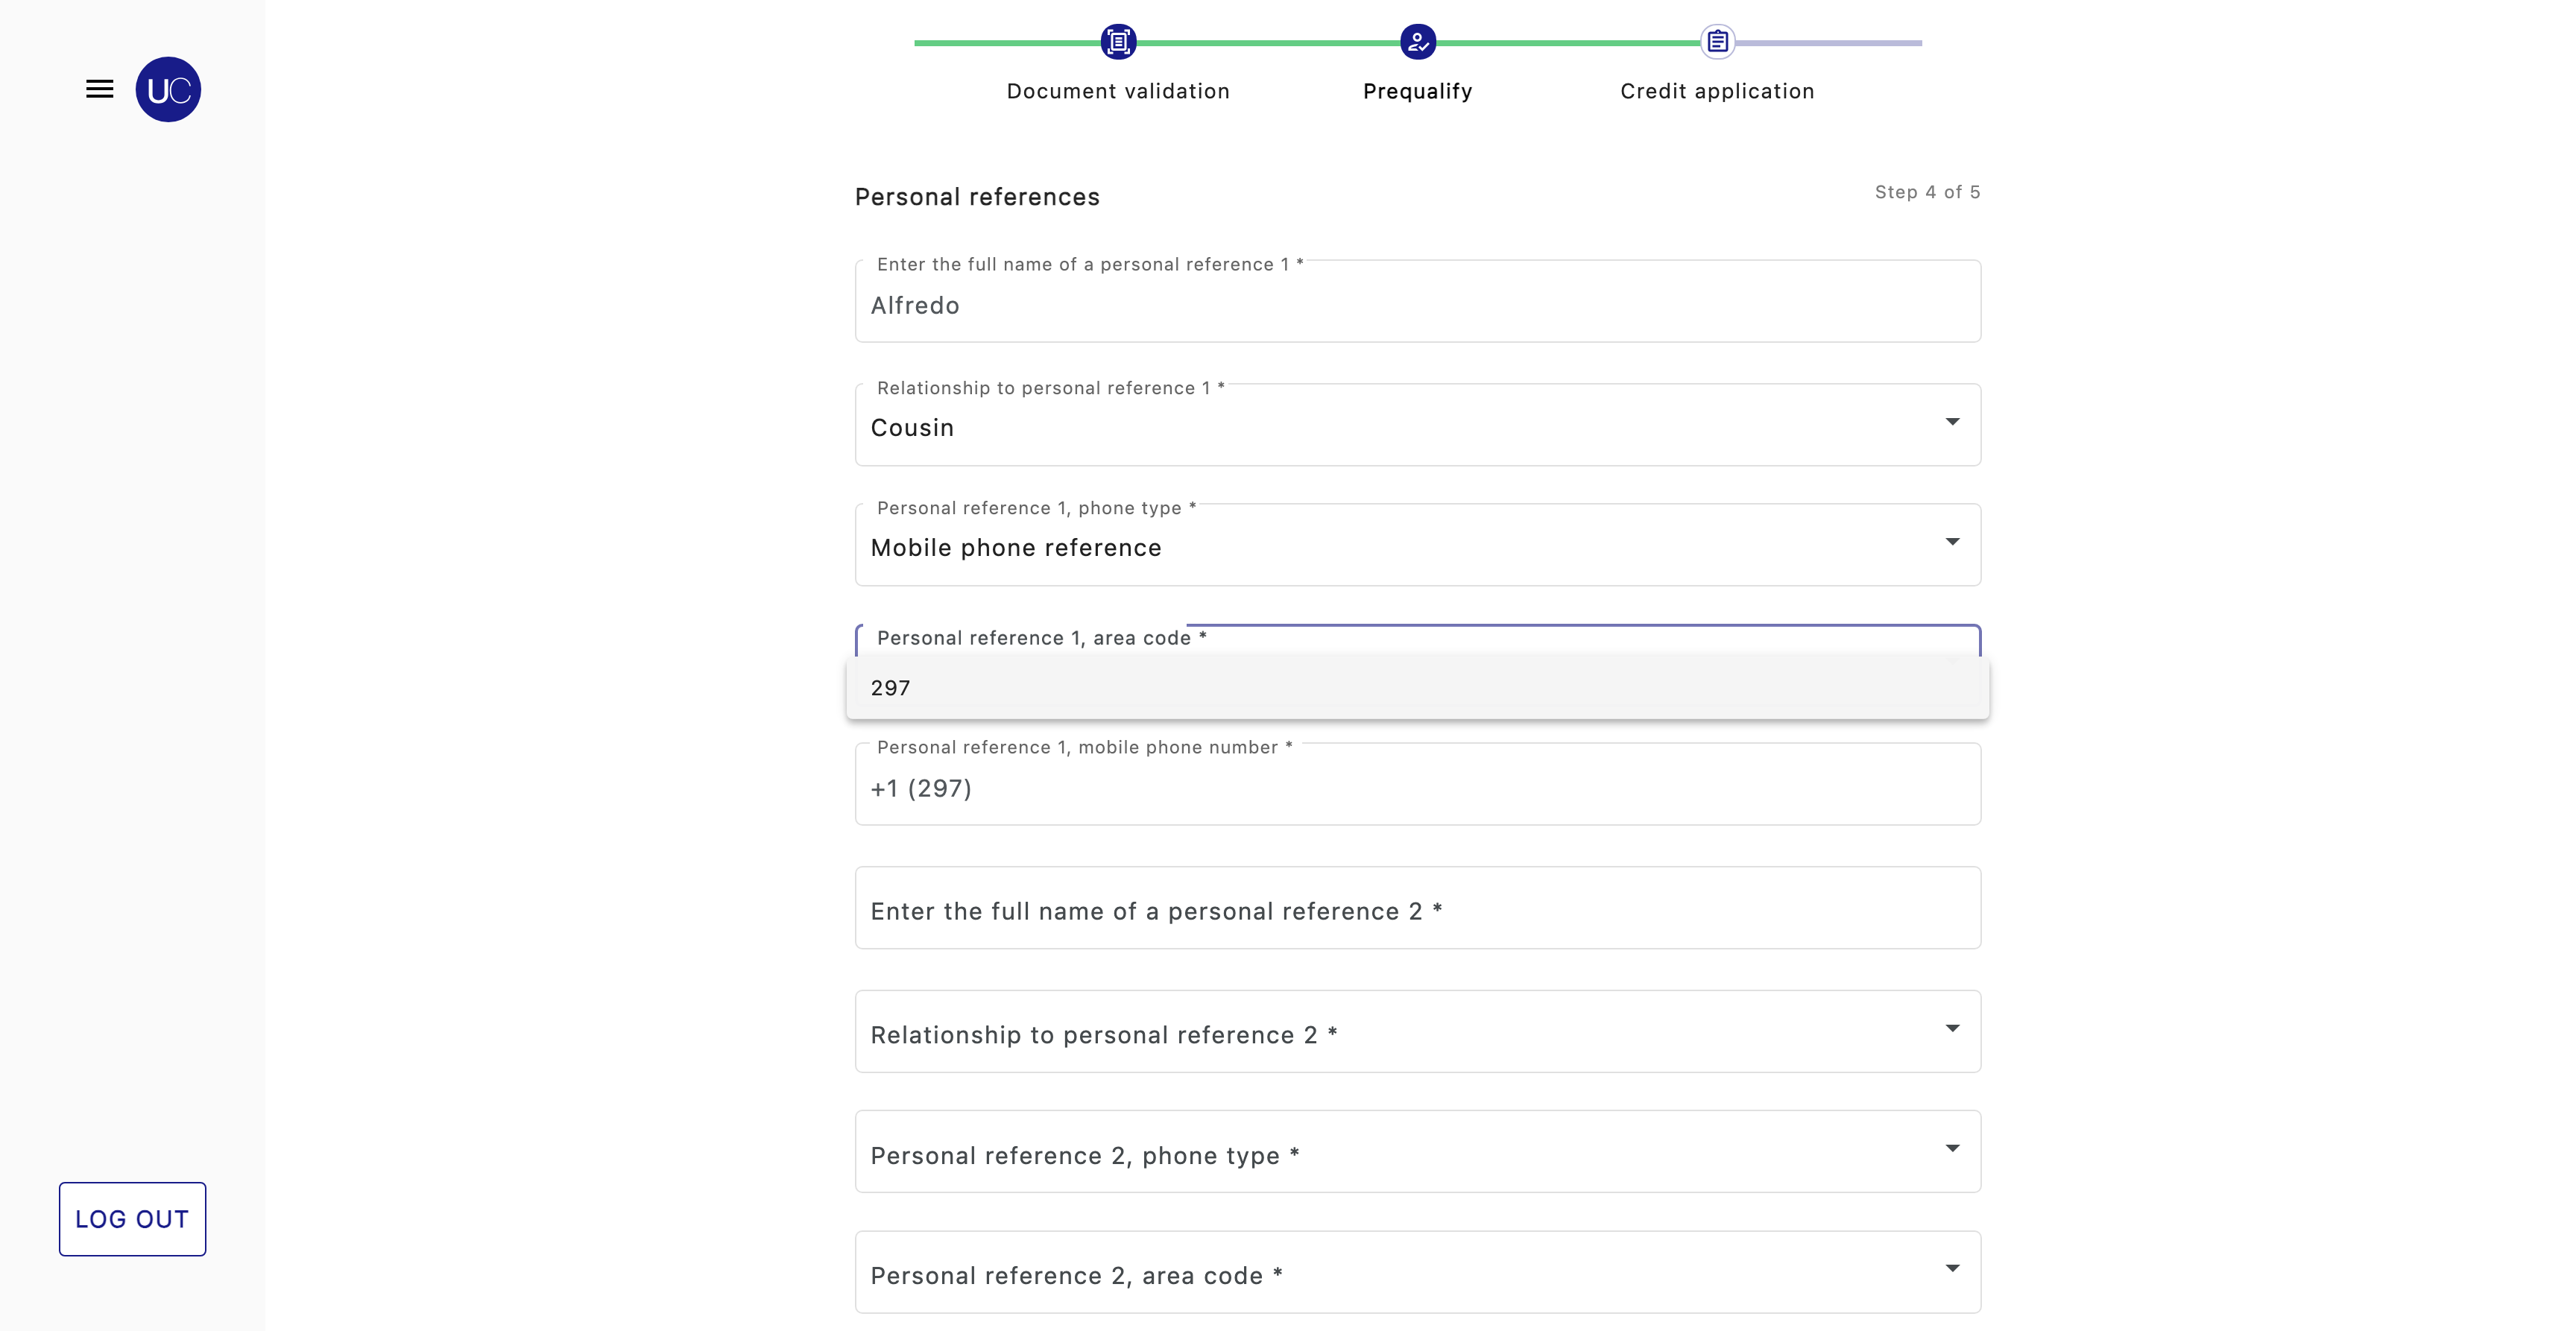 UC
Document validation
Prequalify
Credit application
Personal references
Step 4 of 5
Enter the full name of a personal reference 1 *
Alfredo
Relationship to personal reference 1 *
Cousin
Personal reference 1, phone type *
Mobile phone reference
Personal reference 1, area code *
297
Personal reference 1, mobile phone number *
+1 (297)
Enter the full name of a personal reference 2 *
Relationship to personal reference 2 *
Personal reference 2, phone type *
Personal reference 2, area code *
LOG OUT